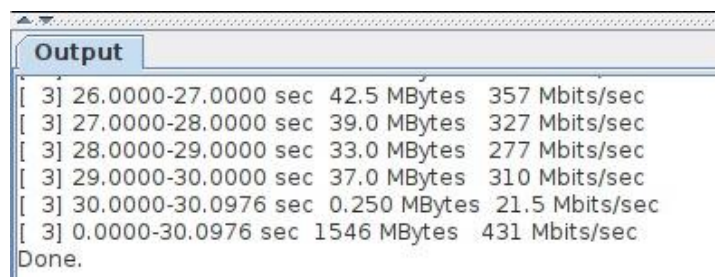 Output
[ 3] 26.0000-27.0000 sec 42.5 MBytes 357 Mbits/sec
[ 3] 27.0000-28.0000 sec 39.0 MBytes 327 Mbits/sec
[ 3] 28.0000-29.0000 sec 33.0 MBytes 277 Mbits/sec
[ 3] 29.0000-30.0000 sec 37.0 MBytes 310 Mbits/sec
[ 3] 30.0000-30.0976 sec 0.250 MBytes 21.5 Mbits/sec
[ 3] 0.0000-30.0976 sec 1546 MBytes 431 Mbits/sec
Done.